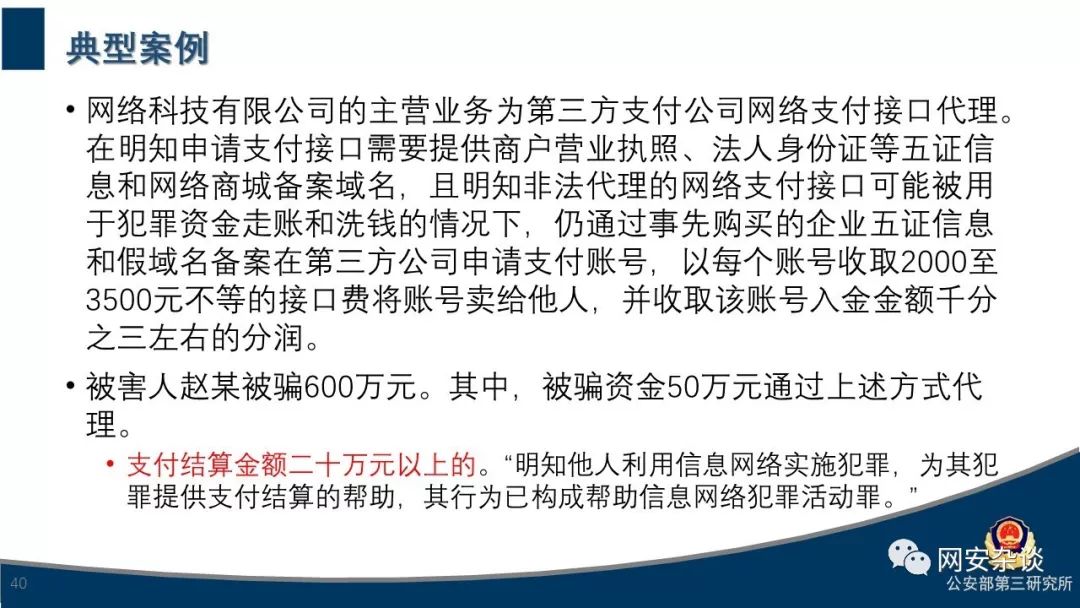 典型案例
• 网络科技有限公司的主营业务为第三方支付公司网络支付接口代理。
在明知申请支付接口需要提供商户营业执照、法人身份证等五证信
息和网络商城备案域名，且明知非法代理的网络支付接口可能被用
于犯罪资金走账和洗钱的情况下，仍通过事先购买的企业五证信息
和假域名备案在第三方公司申请支付账号，以每个账号收取2000至
3500元不等的接口费将账号卖给他人，并收取该账号入金金额千分
之三左右的分润。
• 被害人赵某被骗600万元。其中，被骗资金50万元通过上述方式代
理。
• 支付结算金额二十万元以上的。“明知他人利用信息网络实施犯罪，为其犯
罪提供支付结算的帮助，其行为已构成帮助信息网络犯罪活动罪。”
网安杂谈
公安部第三研究所
40